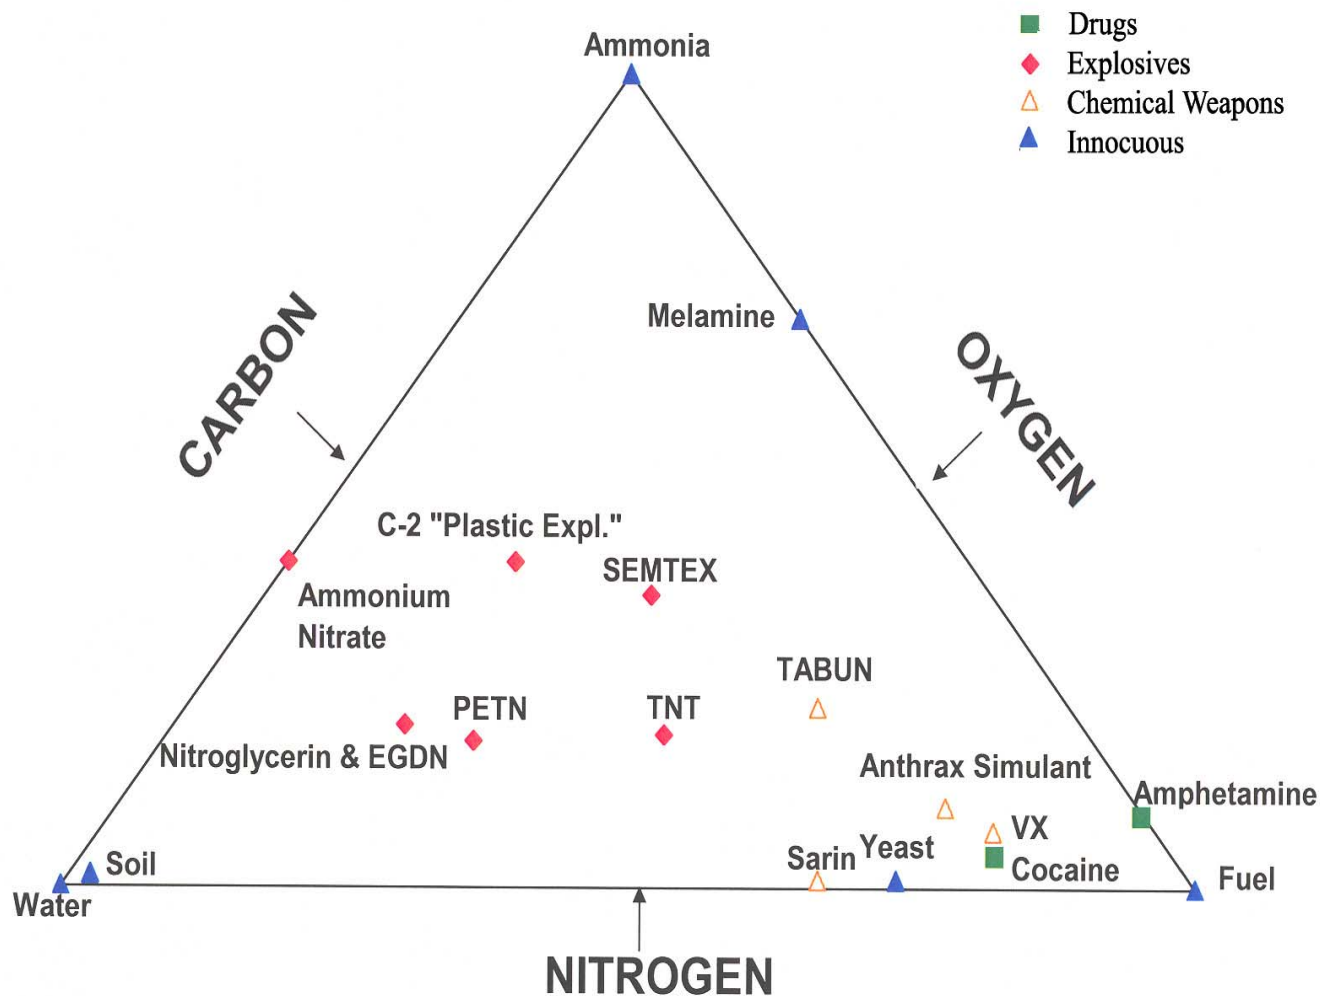 Ammonia
Drugs
Explosives
Chemical Weapons
Innocuous
CARBON
Melamine
OXYGEN
C-2 "Plastic Expl."
SEMTEX
Ammonium
Nitrate
TABUN
PETN
TNT
Nitroglycerin & EGDN
Anthrax Simulant
Amphetamine
VX
Soil
Sarin
Yeast
Cocaine
Fuel
Water
NITROGEN